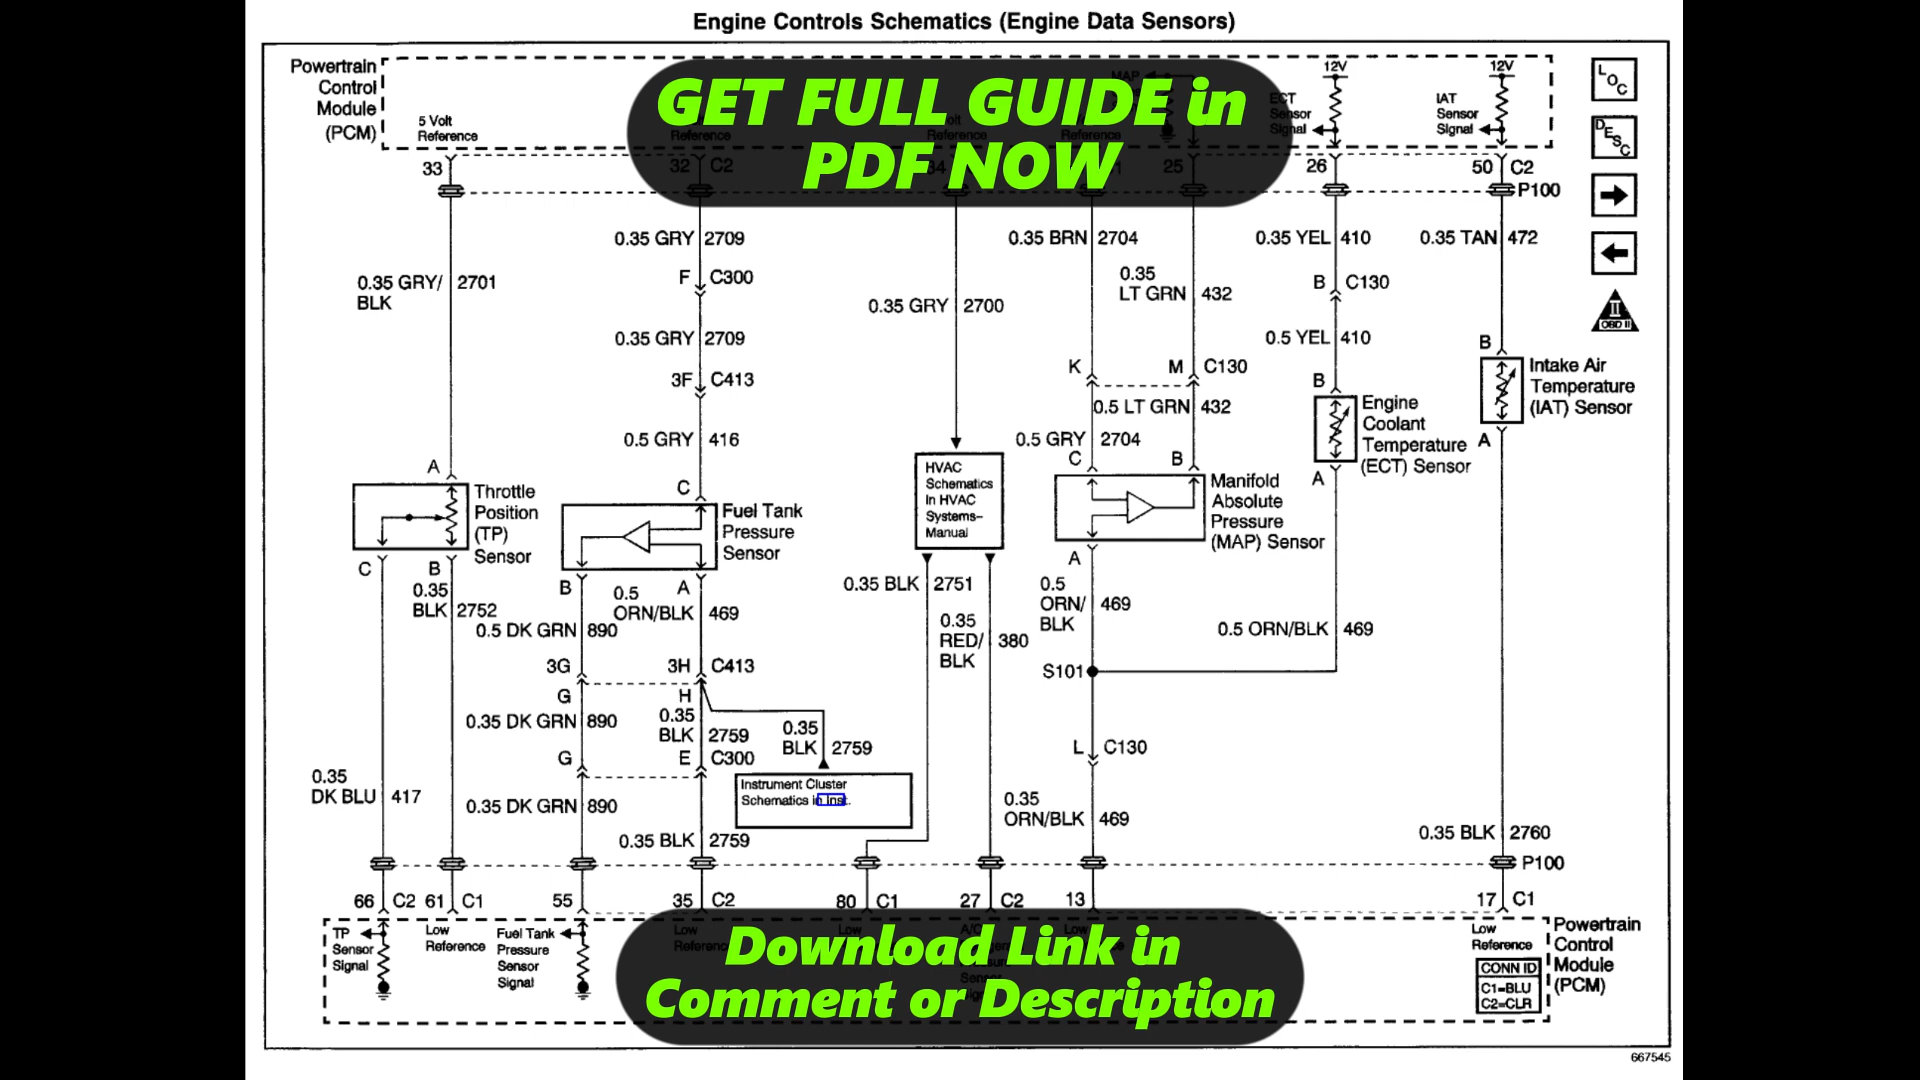 Engine Controls Schematics (Engine Data Sensors)
Powertrain
Control
Module
(PCM)
5 Volt
Reference
GET FULL GUIDE in
PDF NOW
MAP
Reference
12V
ECT
Sensor
Signal
12V
IAT
Sensor
Signal
LOC
DESC
33
32 C2
34
25
26
50 C2
P100
0.35 GRY 2709
0.35 BRN 2704
0.35 YEL 410
0.35 TAN 472
F C300
0.35 GRY/ 2701
BLK
0.35
LT GRN 432
B C130
0.35 GRY 2700
0.35 GRY 2709
0.5 YEL 410
B
3F C413
K
M C130
B
Intake Air
Temperature
(IAT) Sensor
0.5 LT GRN 432
Engine
Coolant
Temperature
(ECT) Sensor
0.5 GRY 416
0.5 GRY 2704
A
A
C
B
A
HVAC
Schematics
in HVAC
Systems-
Manual
C
Throttle
Position
(TP)
Sensor
Fuel Tank
Pressure
Sensor
Manifold
Absolute
Pressure
(MAP) Sensor
C
B
A
B
A
0.35
BLK 2752
0.5
ORN/BLK 469
0.35 BLK 2751
0.5
ORN/ 469
BLK
0.5 DK GRN 890
0.35
RED/ 380
BLK
0.5 ORN/BLK 469
3G
3H C413
S101
G
H
0.35 DK GRN 890
0.35
BLK 2759
0.35
BLK 2759
G
E C300
L C130
0.35
DK BLU 417
Instrument Cluster
Schematics in Inst.
0.35 DK GRN 890
0.35
ORN/BLK 469
0.35 BLK 2759
0.35 BLK 2760
P100
66 C2
61 C1
55
35 C2
80 C1
27 C2
13
17 C1
TP
Sensor
Signal
Low
Reference
Fuel Tank
Pressure
Sensor
Signal
Low
Download Link in
Comment or Description
Low
Reference
CONN ID
C1=BLU
C2=CLR
Powertrain
Control
Module
(PCM)
II
OBD II
667545